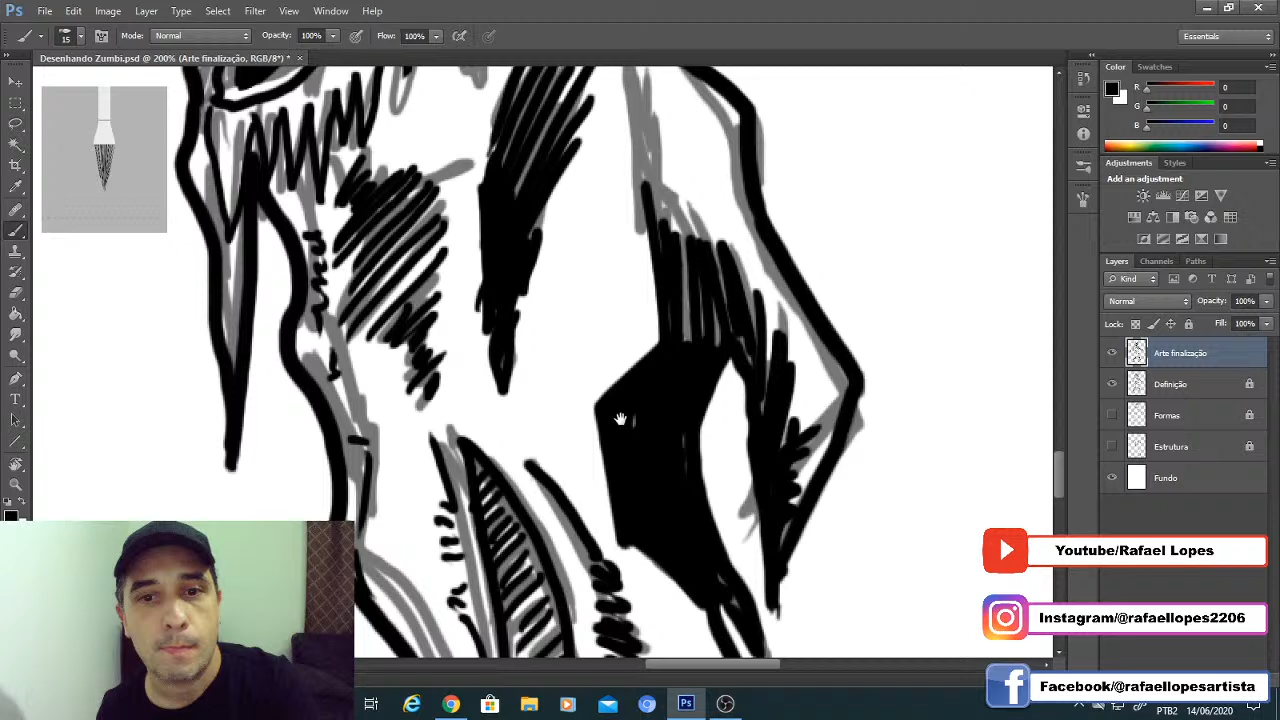 Ps File Edit Image Layer Type Select Filter View Window Help
15 Mode: Normal Opacity: 100% Flow: 100% Essentials
Desenhando Zumbi.psd @ 200% (Arte finalização, RGB/8*) * ×
Color Swatches
R 0
G 0
B 0
Adjustments Styles
Add an adjustment
Layers Channels Paths
Kind
Normal Opacity: 100%
Lock: Fill: 100%
Arte finalização
Definição
Formas
Estrutura
Fundo
Youtube/Rafael Lopes
Instagram/@rafaellopes2206
Facebook/@rafaellopesartista
PTB2 14/06/2020